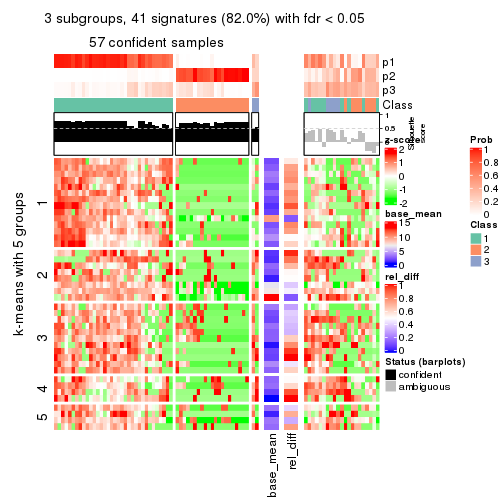 3 subgroups, 41 signatures (82.0%) with fdr < 0.05
57 confident samples
p1
p2
p3
Class
1
0.5
0
Silhouette
score
k-means with 5 groups
1
2
3
4
5
base_mean
rel_diff
z-score
2
1
0
-1
-2
base_mean
15
10
5
0
rel_diff
1
0.8
0.6
0.4
0.2
0
Status (barplots)
confident
ambiguous
Prob
1
0.8
0.6
0.4
0.2
0
Class
1
2
3